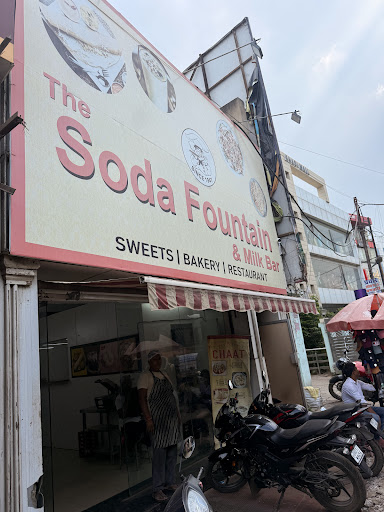 The
Soda Fountain
& Milk Bar
SWEETS | BAKERY | RESTAURANT
CHAAT